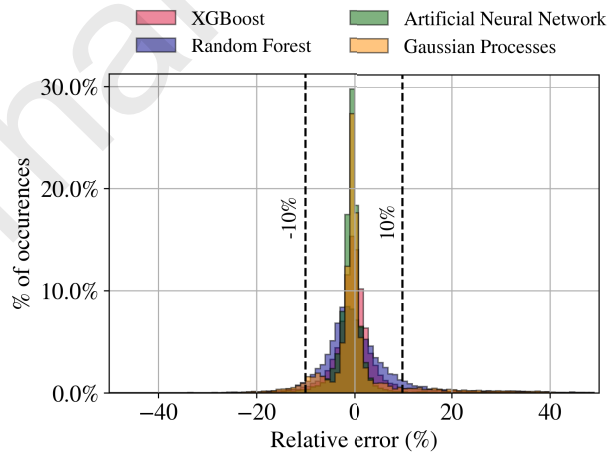 XGBoost
Random Forest
Artificial Neural Network
Gaussian Processes
30.0%
20.0%
10.0%
0.0%
% of occurences
-10%
10%
−40
−20
0
20
40
Relative error (%)